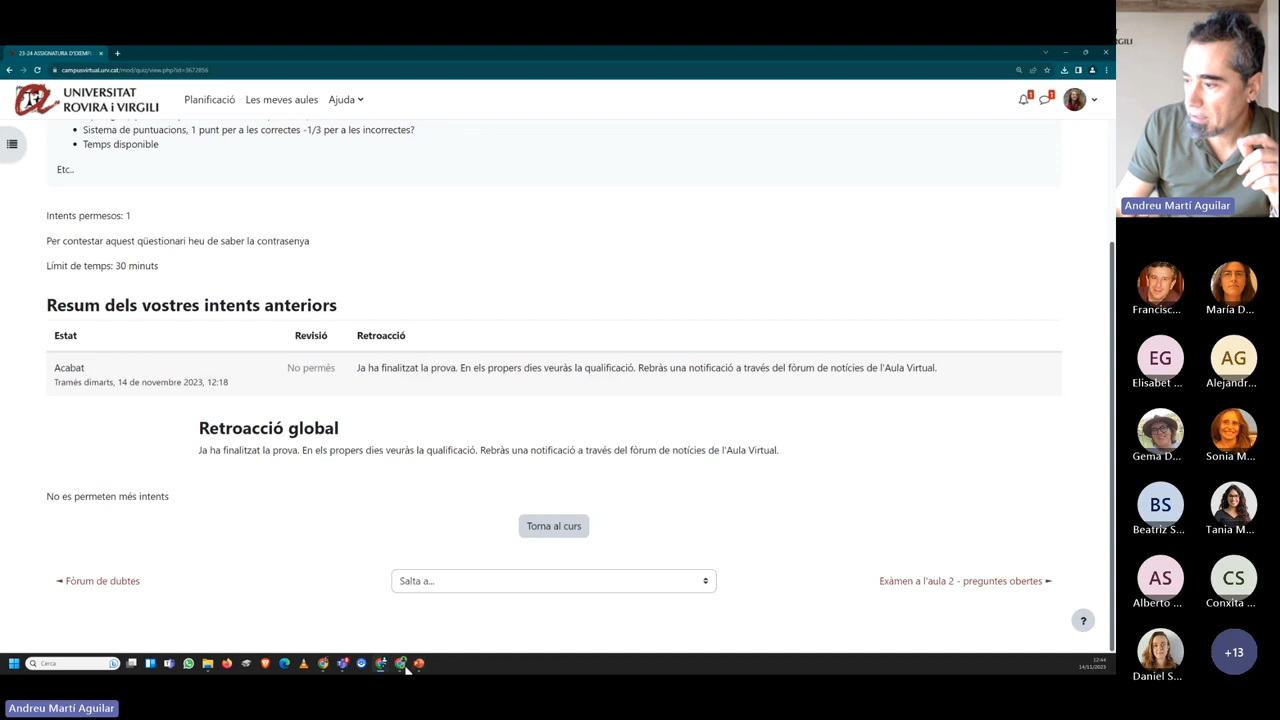 23-24 ASSIGNATURA D'EXEMPL
campusvirtual.urv.cat/mod/quiz/view.php?id=3672856
UNIVERSITAT
ROVIRA i VIRGILI
Planificació
Les meves aules
Ajuda
1
1
Sistema de puntuacions, 1 punt per a les correctes -1/3 per a les incorrectes?
Temps disponible
Etc..
Intents permesos: 1
Per contestar aquest qüestionari heu de saber la contrasenya
Límit de temps: 30 minuts
Resum dels vostres intents anteriors
Estat
Revisió
Retroacció
Acabat
No permès
Ja ha finalitzat la prova. En els propers dies veuràs la qualificació. Rebràs una notificació a través del fòrum de notícies de l'Aula Virtual.
Tramès dimarts, 14 de novembre 2023, 12:18
Retroacció global
Ja ha finalitzat la prova. En els propers dies veuràs la qualificació. Rebràs una notificació a través del fòrum de notícies de l'Aula Virtual.
No es permeten més intents
Torna al curs
◄ Fòrum de dubtes
Salta a...
Exàmen a l'aula 2 - preguntes obertes ►
?
Cerca
12:44
14/11/2023
Andreu Martí Aguilar
VIRGILI
Andreu Martí Aguilar
Francisc...
María D...
EG
AG
Elisabet ...
Alejandr...
Gema D...
Sonia M...
BS
Beatriz S...
Tania M...
AS
CS
Alberto ...
Conxita ...
Daniel S...
+13